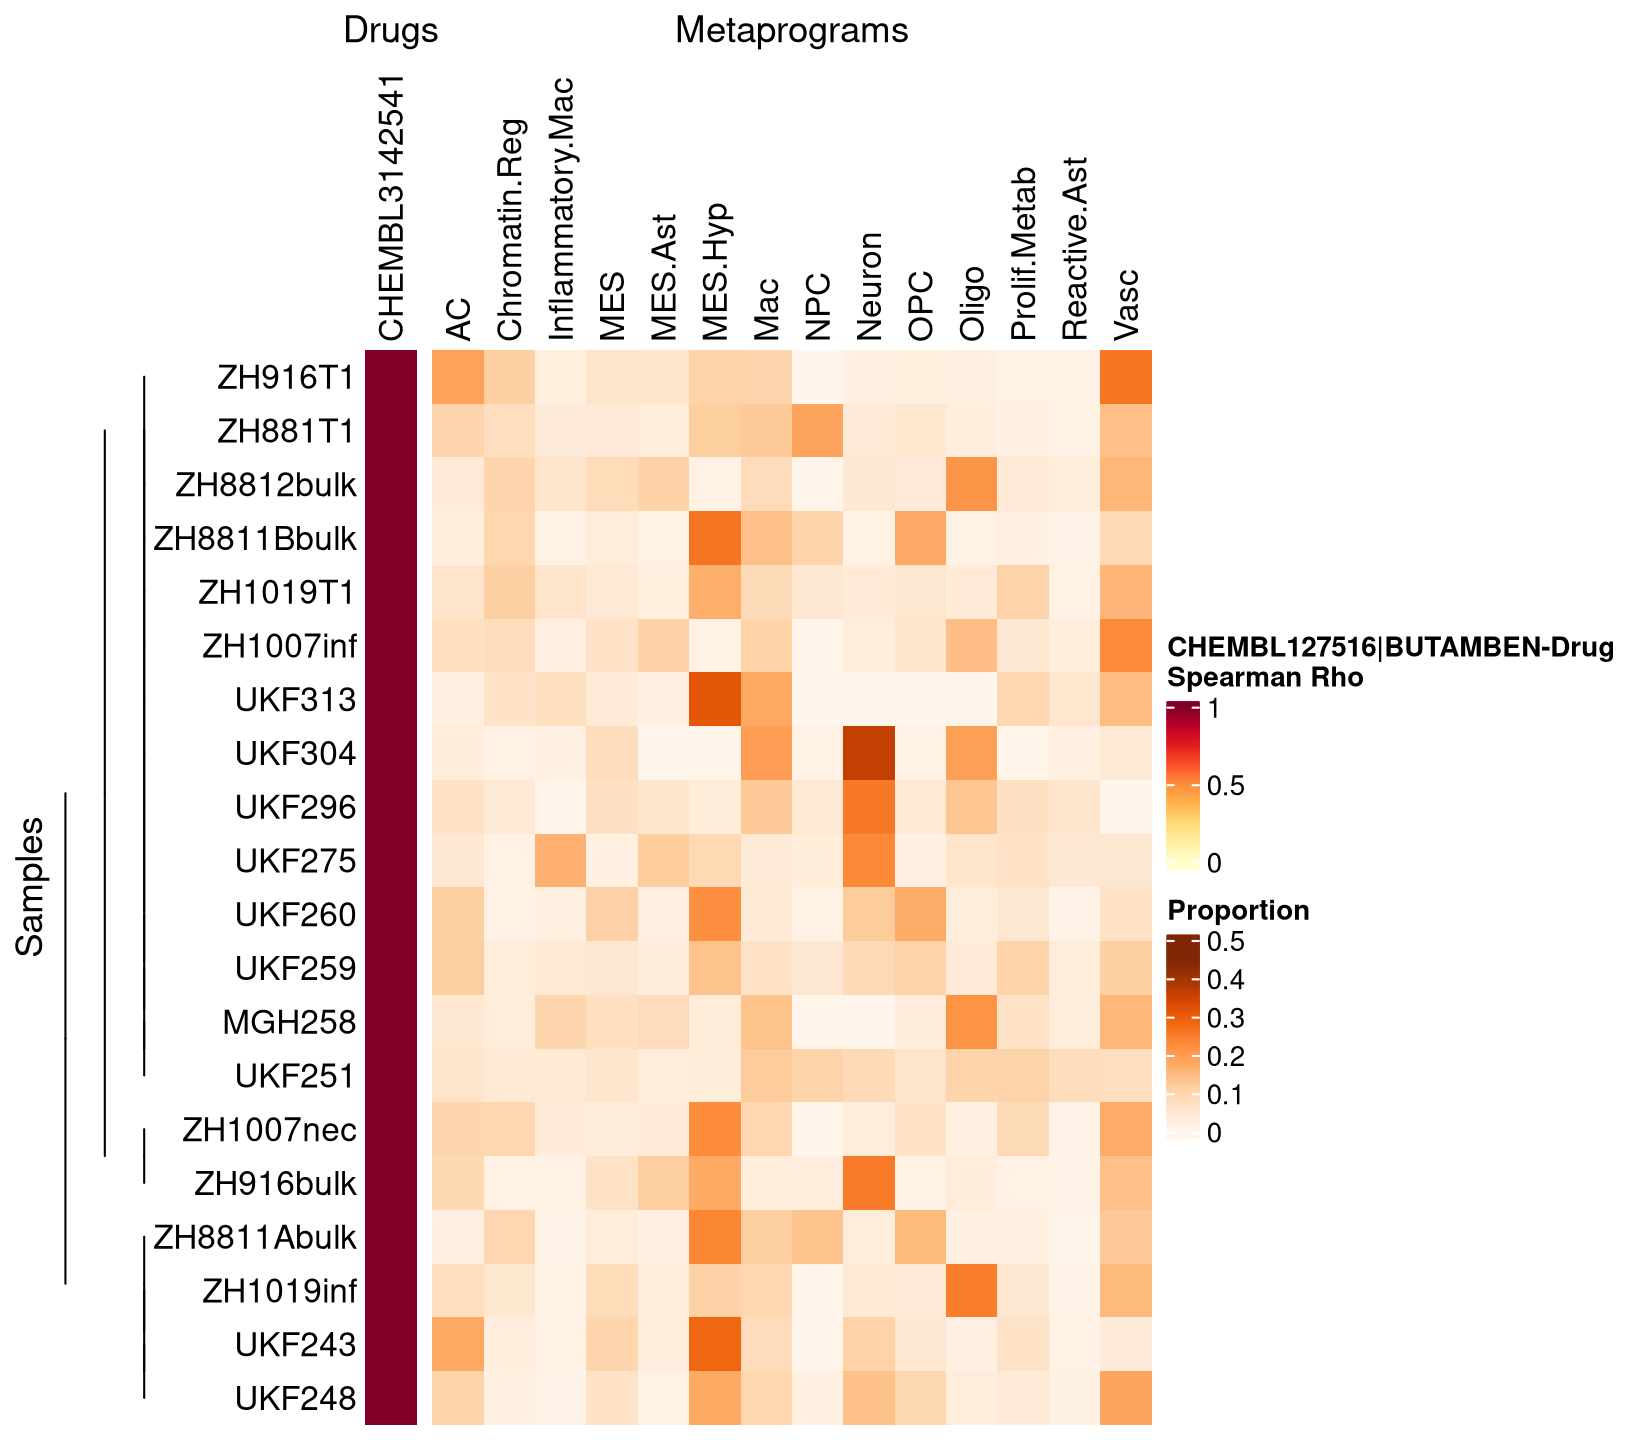 Drugs
Metaprograms
CHEMBL3142541
AC
Chromatin.Reg
Inflammatory.Mac
MES
MES.Ast
MES.Hyp
Mac
NPC
Neuron
OPC
Oligo
Prolif.Metab
Reactive.Ast
Vasc
Samples
ZH916T1
ZH881T1
ZH8812bulk
ZH8811Bbulk
ZH1019T1
ZH1007inf
UKF313
UKF304
UKF296
UKF275
UKF260
UKF259
MGH258
UKF251
ZH1007nec
ZH916bulk
ZH8811Abulk
ZH1019inf
UKF243
UKF248
CHEMBL127516|BUTAMBEN-Drug
Spearman Rho
1
0.5
0
Proportion
0.5
0.4
0.3
0.2
0.1
0